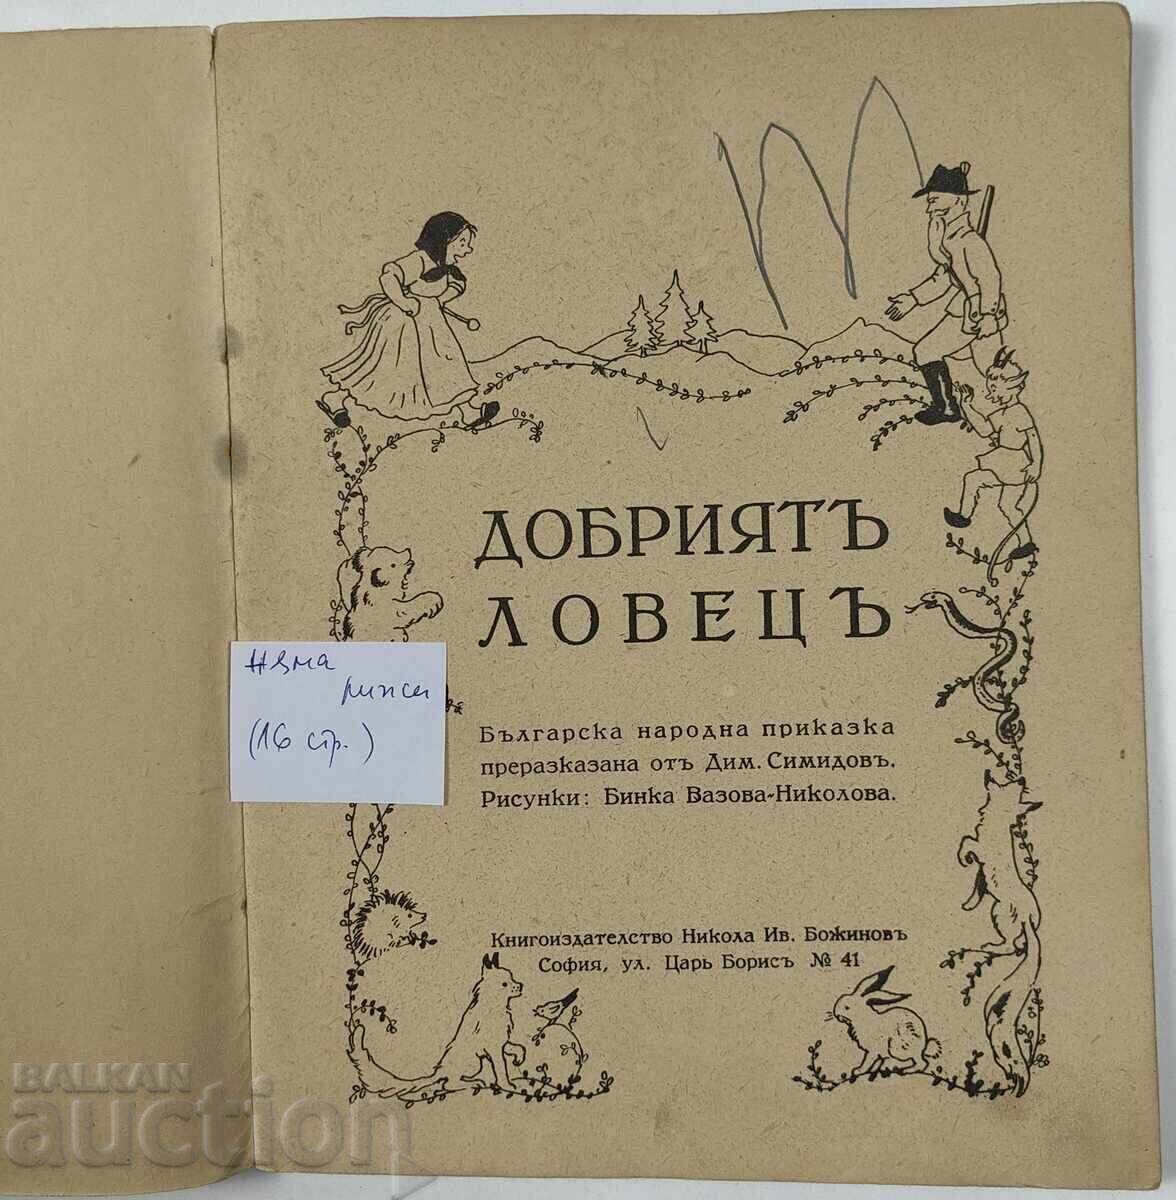 ДОБРИЯТЪ
ЛОВЕЦЪ
Българска народна приказка
преразказана отъ Дим. Симидовъ.
Рисунки: Бинка Вазова-Николова.
Книгоиздателство Никола Ив. Божиновъ
София, ул. Царь Борисъ № 41
няма
липси
(16 стр.)
BALKAN
auction